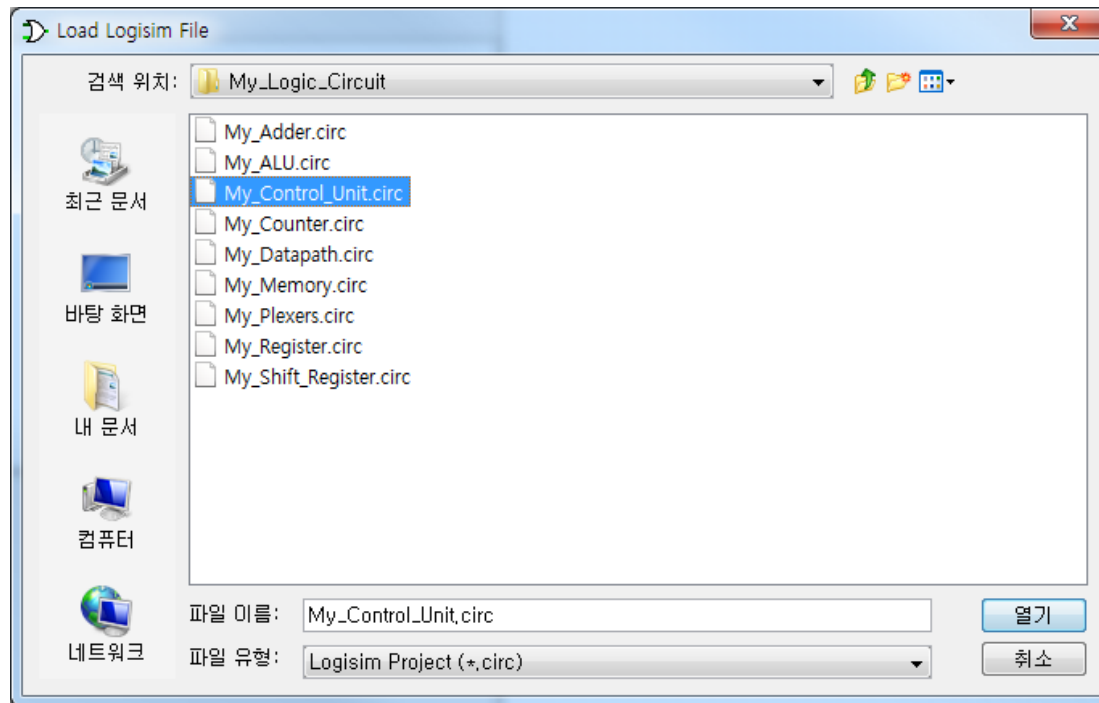 Load Logisim File
검색 위치: My_Logic_Circuit
최근 문서
바탕 화면
내 문서
컴퓨터
네트워크
My_Adder.circ
My_ALU.circ
My_Control_Unit.circ
My_Counter.circ
My_Datapath.circ
My_Memory.circ
My_Plexers.circ
My_Register.circ
My_Shift_Register.circ
파일 이름: My_Control_Unit.circ 열기
파일 유형: Logisim Project (*.circ) 취소